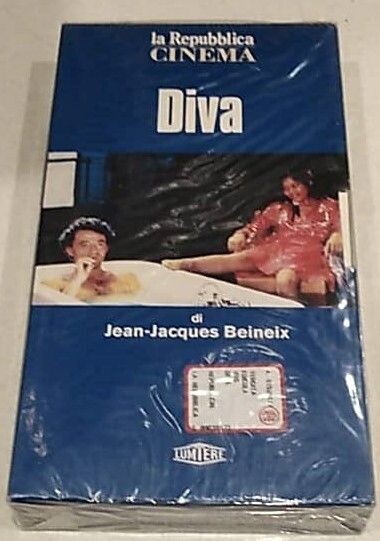 la Repubblica
CINEMA
Diva
di
Jean-Jacques Beineix
LUMIERE